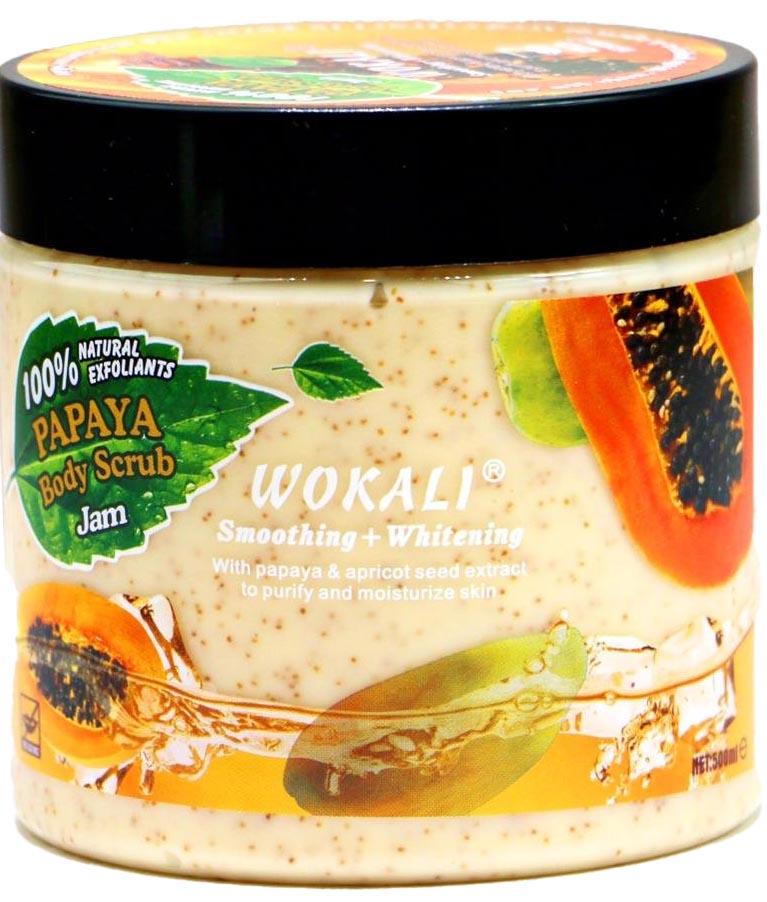 100% NATURAL
EXFOLIANTS
PAPAYA
Body Scrub
Jam
WOKALI®
Smoothing + Whitening
With papaya & apricot seed extract
to purify and moisturize skin
NET:500ml e